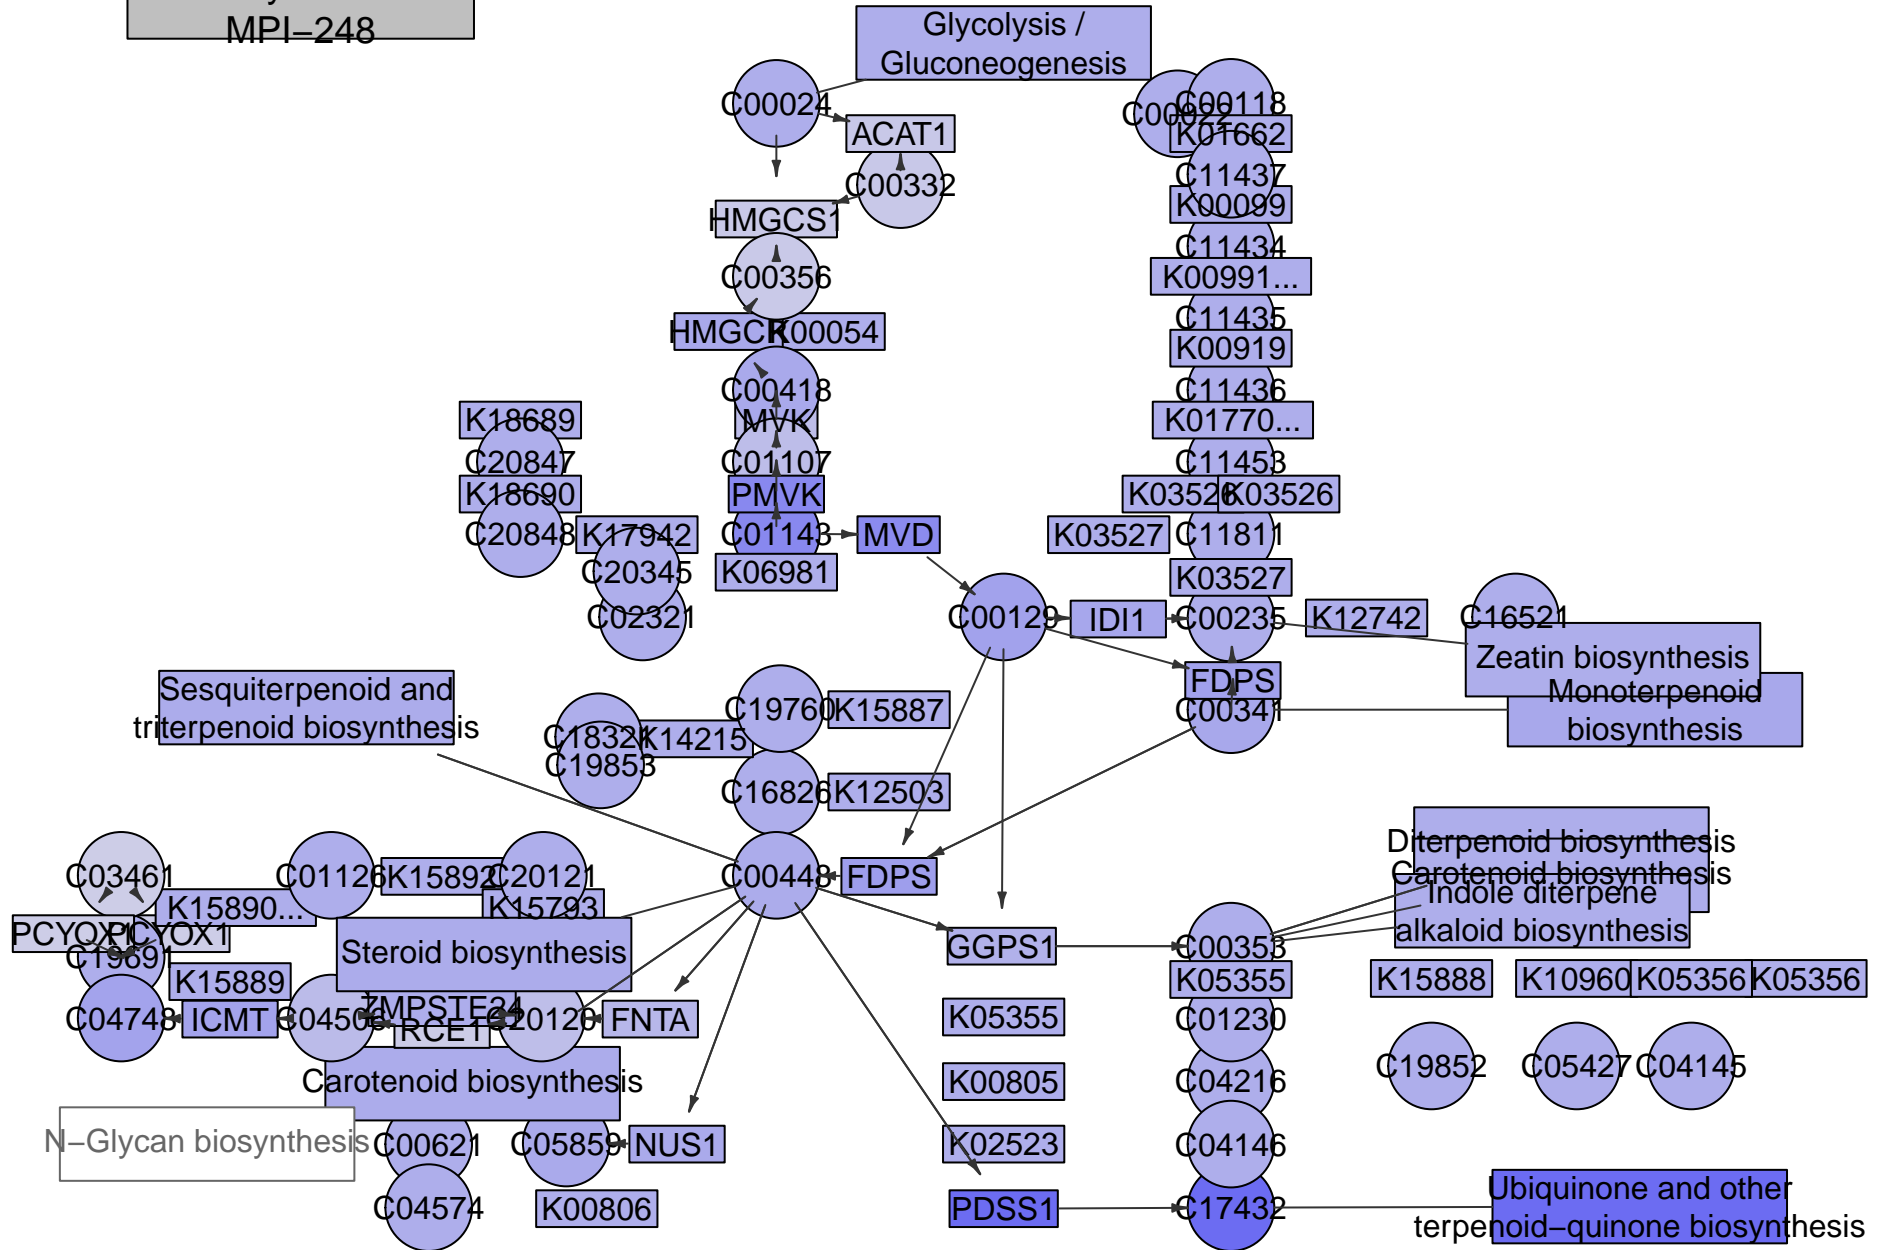 MPI−248
Glycolysis /
Gluconeogenesis
C00024
C00022
C00118
ACAT1
K01662
C00332
C11437
HMGCS1
K00099
C11434
C00356
K00991...
C11435
HMGCR
K00054
K00919
C00418
C11436
K18689
MVK
K01770...
C20847
C01107
C11453
K18690
PMVK
K03526
K03526
C20848
K17942
C01143
MVD
K03527
C11811
C20345
K06981
K03527
C02321
C00129
IDI1
C00235
K12742
C16521
Zeatin biosynthesis
Sesquiterpenoid and
triterpenoid biosynthesis
FDPS
Monoterpenoid
biosynthesis
C19760
K15887
C00341
C18324
K14215
C19853
C16826
K12503
Diterpenoid biosynthesis
Carotenoid biosynthesis
Indole diterpene
alkaloid biosynthesis
C03461
C01126
K15892
C20121
C00448
FDPS
K15890...
K15793
PCYOX1
PCYOX1
C19691
Steroid biosynthesis
GGPS1
C00353
K15889
K05355
K15888
K10960
K05356
K05356
C04748
ICMT
C04506
ZMPSTE24
RCE1
C20120
FNTA
K05355
C01230
Carotenoid biosynthesis
K00805
C04216
C19852
C05427
C04145
N−Glycan biosynthesis
C00621
C05859
NUS1
K02523
C04146
C04574
K00806
PDSS1
C17432
Ubiquinone and other
terpenoid−quinone biosynthesis